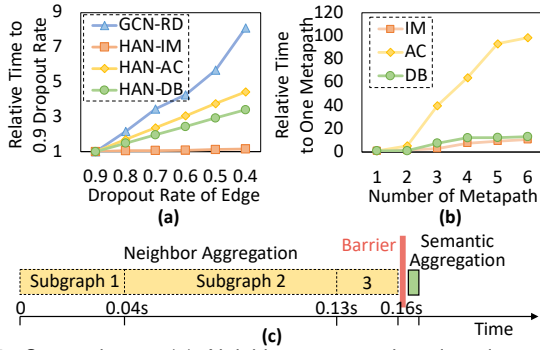 Relative Time to
0.9 Dropout Rate
9
7
5
3
1
GCN-RD
HAN-IM
HAN-AC
HAN-DB
0.9 0.8 0.7 0.6 0.5 0.4
Dropout Rate of Edge
(a)
Relative Time
to One Metapath
120
100
80
60
40
20
0
IM
AC
DB
1 2 3 4 5 6
Number of Metapath
(b)
Neighbor Aggregation
Barrier
Semantic
Aggregation
Subgraph 1
Subgraph 2
3
0 0.04s 0.13s 0.16s
Time
(c)